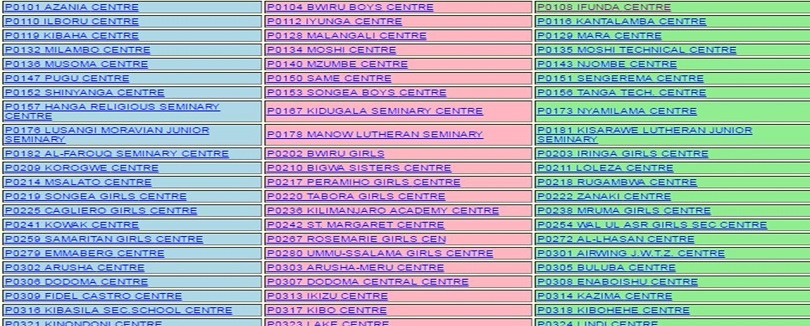 P0101 AZANIA CENTRE
P0104 BWIRU BOYS CENTRE
P0108 IFUNDA CENTRE
P0110 ILBORU CENTRE
P0112 IYUNGA CENTRE
P0116 KANTALAMBA CENTRE
P0119 KIBAHA CENTRE
P0128 MALANGALI CENTRE
P0129 MARA CENTRE
P0132 MILAMBO CENTRE
P0134 MOSHI CENTRE
P0135 MOSHI TECHNICAL CENTRE
P0136 MUSOMA CENTRE
P0140 MZUMBE CENTRE
P0143 NJOMBE CENTRE
P0147 PUGU CENTRE
P0150 SAME CENTRE
P0151 SENGEREMA CENTRE
P0152 SHINYANGA CENTRE
P0153 SONGEA BOYS CENTRE
P0156 TANGA TECH. CENTRE
P0157 HANGA RELIGIOUS SEMINARY
CENTRE
P0167 KIDUGALA SEMINARY CENTRE
P0173 NYAMILAMA CENTRE
P0176 LUSANGI MORAVIAN JUNIOR
SEMINARY
P0178 MANOW LUTHERAN SEMINARY
P0181 KISARAWE LUTHERAN JUNIOR
SEMINARY
P0182 AL-FAROUQ SEMINARY CENTRE
P0202 BWIRU GIRLS
P0203 IRINGA GIRLS CENTRE
P0209 KOROGWE CENTRE
P0210 BIGWA SISTERS CENTRE
P0211 LOLEZA CENTRE
P0214 MSALATO CENTRE
P0217 PERAMIHO GIRLS CENTRE
P0218 RUGAMBWA CENTRE
P0219 SONGEA GIRLS CENTRE
P0220 TABORA GIRLS CENTRE
P0222 ZANAKI CENTRE
P0225 CAGLIERO GIRLS CENTRE
P0236 KILIMANJARO ACADEMY CENTRE
P0238 MRUMA GIRLS CENTRE
P0241 KOWAK CENTRE
P0242 ST. MARGARET CENTRE
P0254 WAL UL ASR GIRLS SEC CENTRE
P0259 SAMARITAN GIRLS CENTRE
P0267 ROSEMARIE GIRLS CEN
P0272 AL-LHASAN CENTRE
P0279 EMMABERG CENTRE
P0280 UMMU-SSALAMA GIRLS CENTRE
P0301 AIRWING J.W.T.Z. CENTRE
P0302 ARUSHA CENTRE
P0303 ARUSHA-MERU CENTRE
P0305 BULUBA CENTRE
P0306 DODOMA CENTRE
P0307 DODOMA CENTRAL CENTRE
P0308 ENABOISHU CENTRE
P0309 FIDEL CASTRO CENTRE
P0313 IKIZU CENTRE
P0314 KAZIMA CENTRE
P0316 KIBASILA SEC.SCHOOL CENTRE
P0317 KIBO CENTRE
P0318 KIBOHEHE CENTRE
P0321 KINONDONI CENTRE
P0323 LAKE CENTRE
P0324 LINDI CENTRE